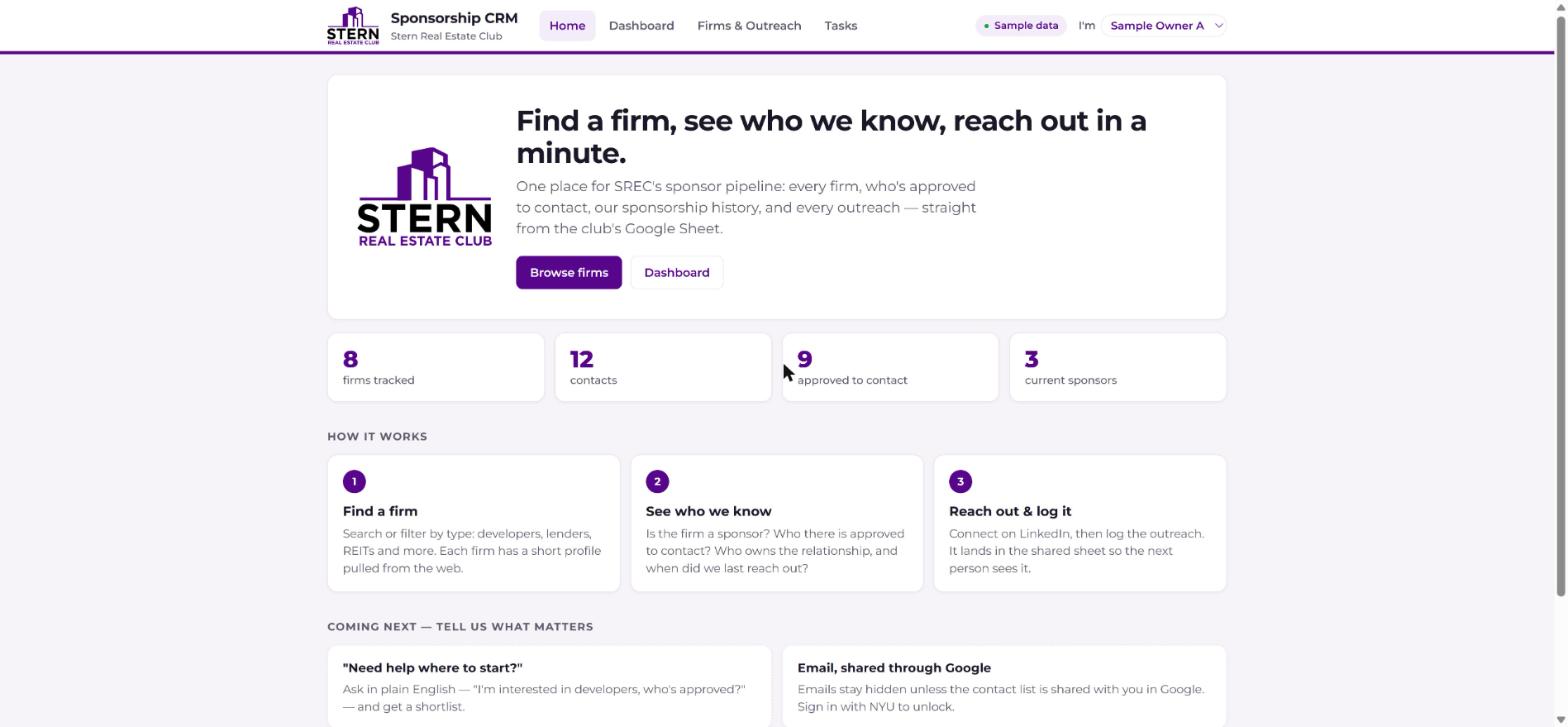 STERN
REAL ESTATE CLUB
Sponsorship CRM
Stern Real Estate Club
Home
Dashboard
Firms & Outreach
Tasks
Sample data
I'm
Sample Owner A
STERN
REAL ESTATE CLUB
Find a firm, see who we know, reach out in a
minute.
One place for SREC's sponsor pipeline: every firm, who's approved
to contact, our sponsorship history, and every outreach — straight
from the club's Google Sheet.
Browse firms
Dashboard
8
firms tracked
12
contacts
9
approved to contact
3
current sponsors
HOW IT WORKS
1
Find a firm
Search or filter by type: developers, lenders,
REITs and more. Each firm has a short profile
pulled from the web.
2
See who we know
Is the firm a sponsor? Who there is approved
to contact? Who owns the relationship, and
when did we last reach out?
3
Reach out & log it
Connect on LinkedIn, then log the outreach.
It lands in the shared sheet so the next
person sees it.
COMING NEXT — TELL US WHAT MATTERS
"Need help where to start?"
Ask in plain English — "I'm interested in developers, who's approved?"
— and get a shortlist.
Email, shared through Google
Emails stay hidden unless the contact list is shared with you in Google.
Sign in with NYU to unlock.